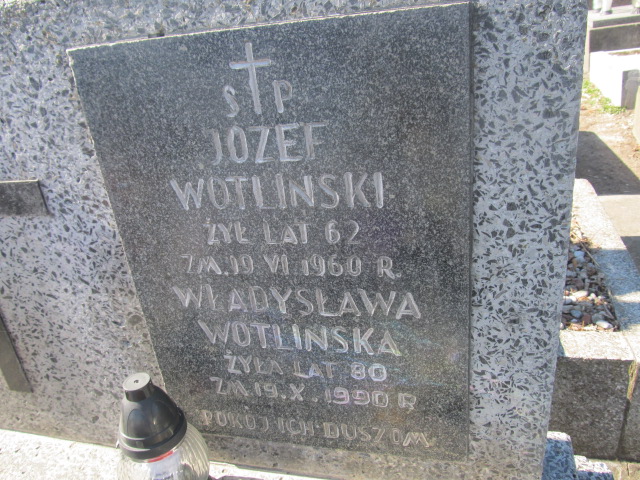 Ś P
JÓZEF
WOTLIŃSKI
ŻYŁ LAT 62
ZM. 19 VI 1960 R.
WŁADYSŁAWA
WOTLIŃSKA
ŻYŁA LAT 80
ZM. 19.X.1990 R
POKÓJ ICH DUSZOM